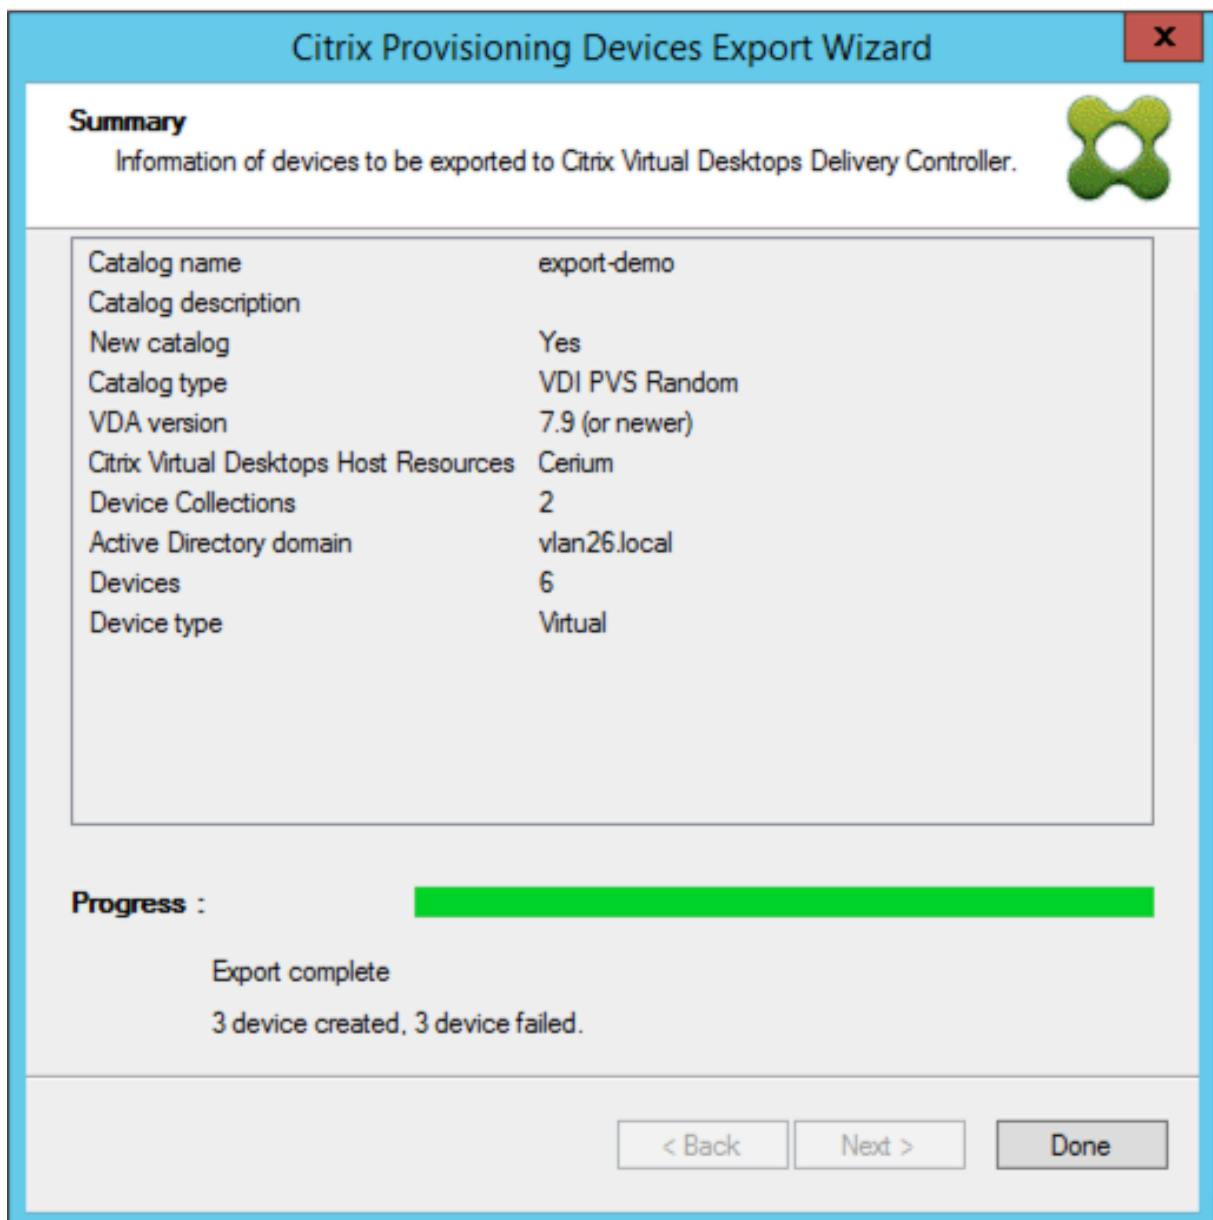 Citrix Provisioning Devices Export Wizard
x
Summary
Information of devices to be exported to Citrix Virtual Desktops Delivery Controller.
Catalog name export-demo
Catalog description
New catalog Yes
Catalog type VDI PVS Random
VDA version 7.9 (or newer)
Citrix Virtual Desktops Host Resources Cerium
Device Collections 2
Active Directory domain vlan26.local
Devices 6
Device type Virtual
Progress :
Export complete
3 device created, 3 device failed.
< Back Next > Done